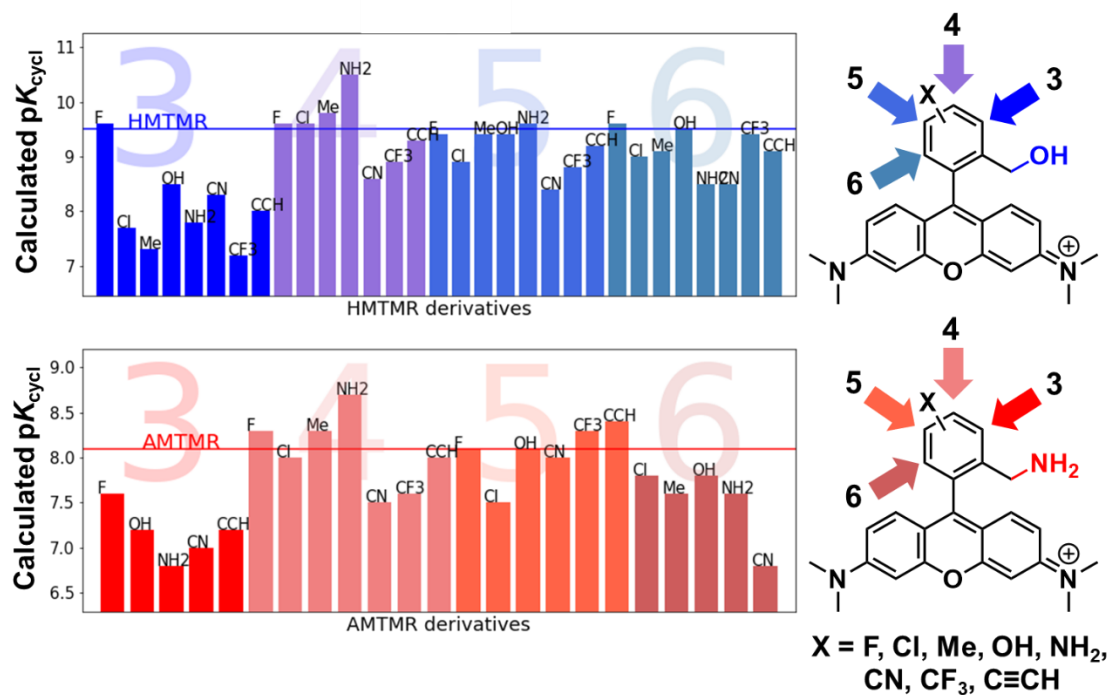 Calculated pKcycl
11
10
9
8
7
3 4 5 6
HMTMR
F Cl Me OH NH2 CN CF3 CCH
F Cl Me NH2 CN CF3 CCH
F Cl Me OH NH2 CN CF3 CCH
F Cl Me OH NH2 CN CF3 CCH
HMTMR derivatives
4
5 X 3
OH
6
N O N⊕
Calculated pKcycl
9.0
8.5
8.0
7.5
7.0
6.5
3 4 5 6
AMTMR
F OH NH2 CN CCH
F Cl Me NH2 CN CF3 CCH
F Cl OH CN CF3 CCH
Cl Me OH NH2 CN
AMTMR derivatives
4
5 X 3
NH₂
6
N O N⊕
X = F, Cl, Me, OH, NH₂,
CN, CF₃, C≡CH